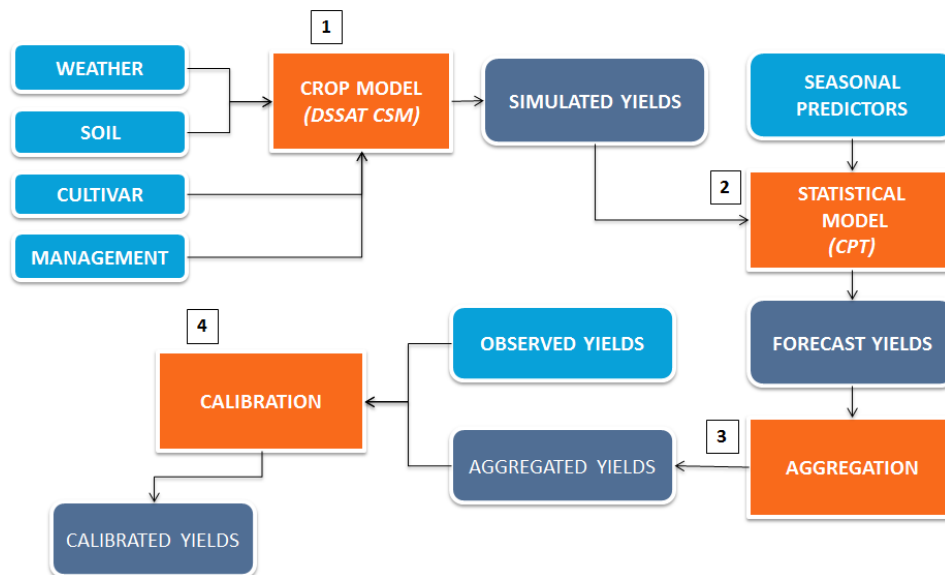 1
WEATHER
SOIL
CULTIVAR
MANAGEMENT
CROP MODEL
(DSSAT CSM)
SIMULATED YIELDS
SEASONAL
PREDICTORS
2
STATISTICAL
MODEL
(CPT)
FORECAST YIELDS
3
AGGREGATION
OBSERVED YIELDS
AGGREGATED YIELDS
4
CALIBRATION
CALIBRATED YIELDS